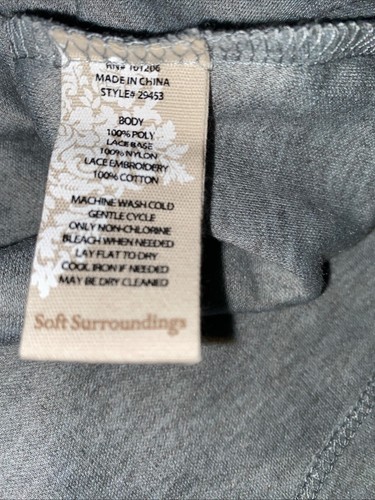 RN# 101206
MADE IN CHINA
STYLE# 29453
BODY
100% POLY
LACE BASE
100% NYLON
LACE EMBROIDERY
100% COTTON
MACHINE WASH COLD
GENTLE CYCLE
ONLY NON-CHLORINE
BLEACH WHEN NEEDED
LAY FLAT TO DRY
COOL IRON IF NEEDED
MAY BE DRY CLEANED
Soft Surroundings